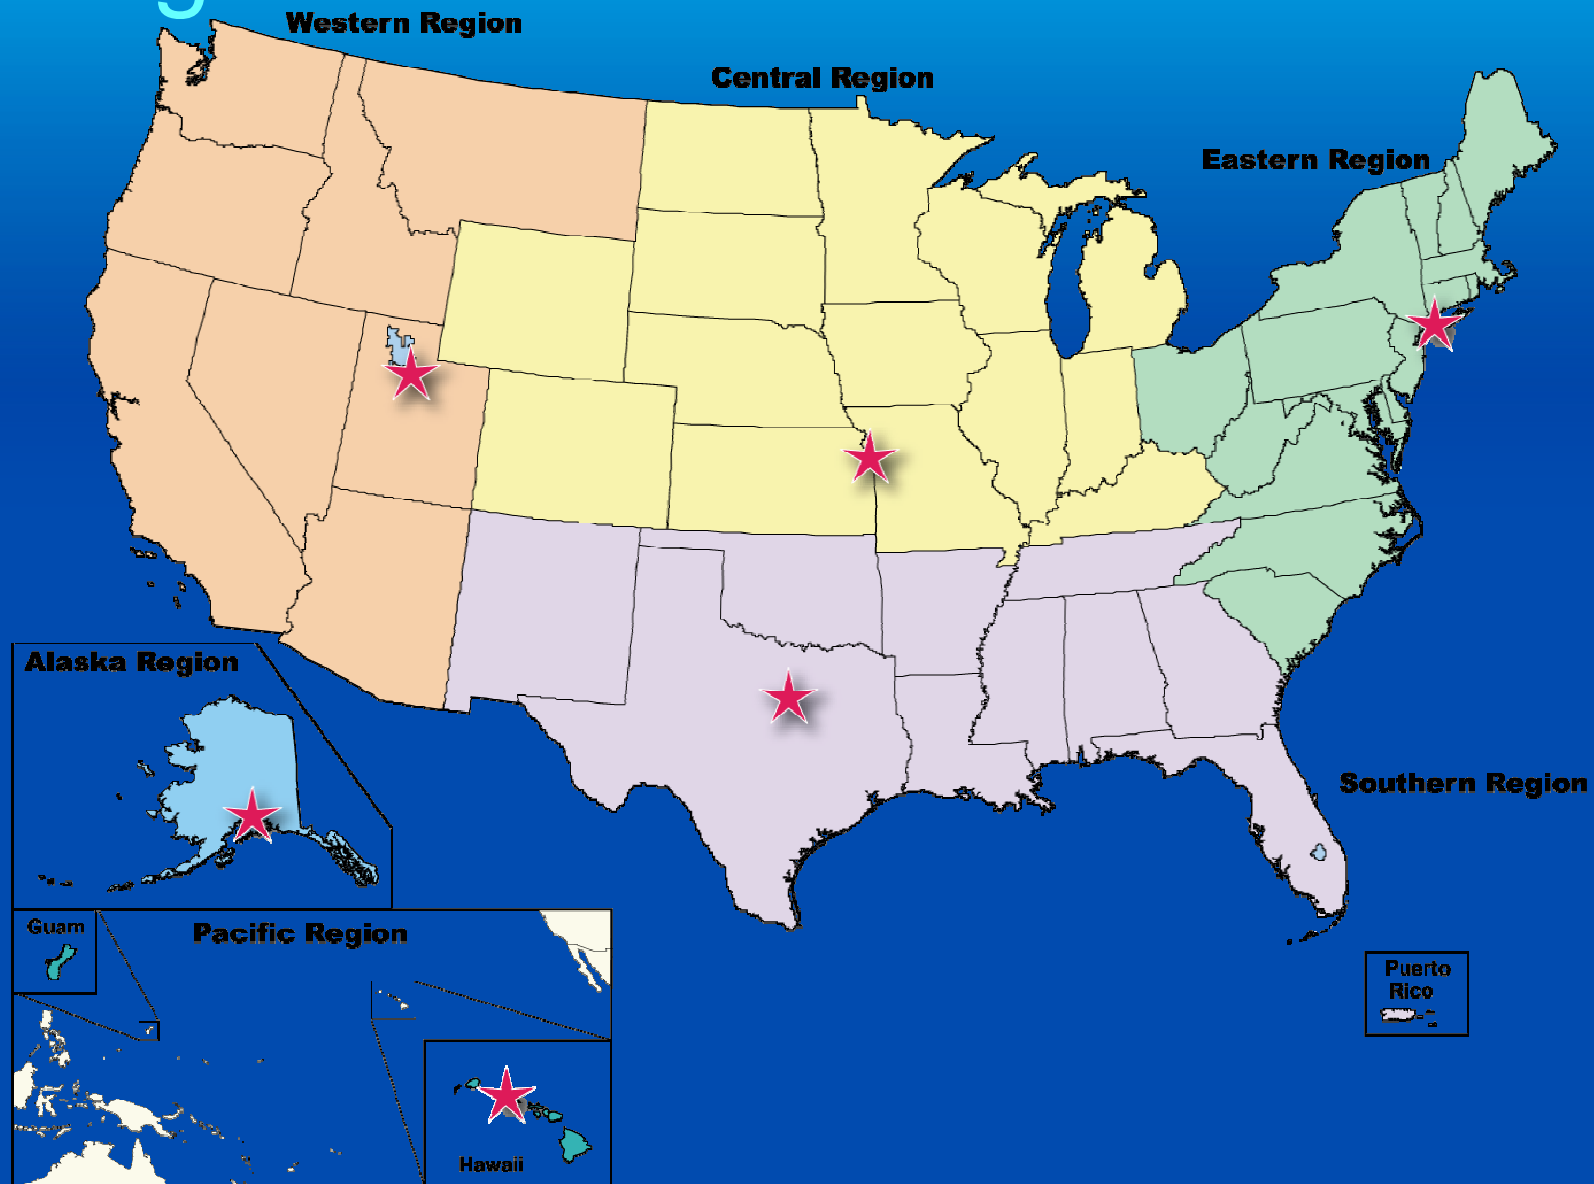 Western Region
Central Region
Eastern Region
Alaska Region
Southern Region
Guam
Pacific Region
Puerto
Rico
Hawaii